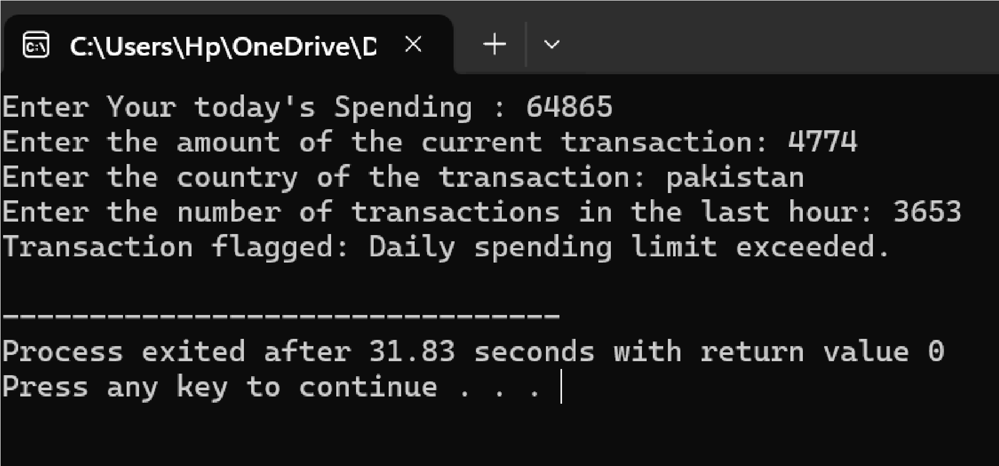 C:\Users\Hp\OneDrive\D
Enter Your today's Spending : 64865
Enter the amount of the current transaction: 4774
Enter the country of the transaction: pakistan
Enter the number of transactions in the last hour: 3653
Transaction flagged: Daily spending limit exceeded.
--------------------------------
Process exited after 31.83 seconds with return value 0
Press any key to continue . . .